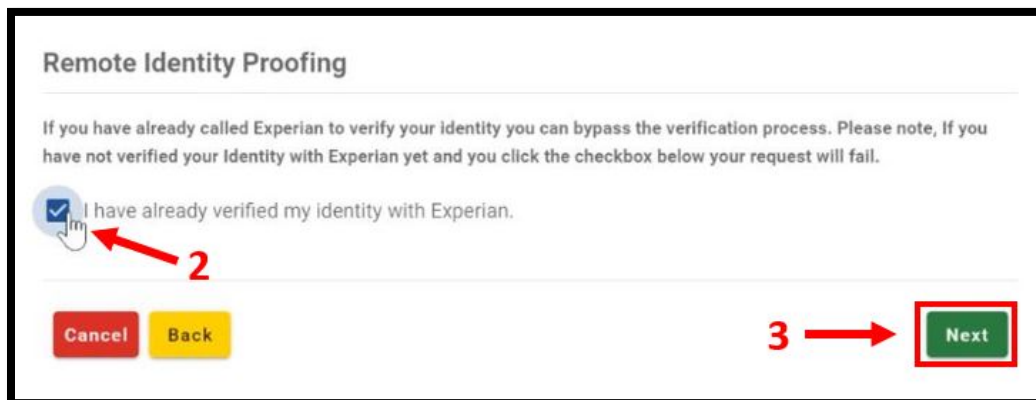 Remote Identity Proofing
If you have already called Experian to verify your identity you can bypass the verification process. Please note, If you
have not verified your Identity with Experian yet and you click the checkbox below your request will fail.
I have already verified my identity with Experian.
2
Cancel Back 3 Next